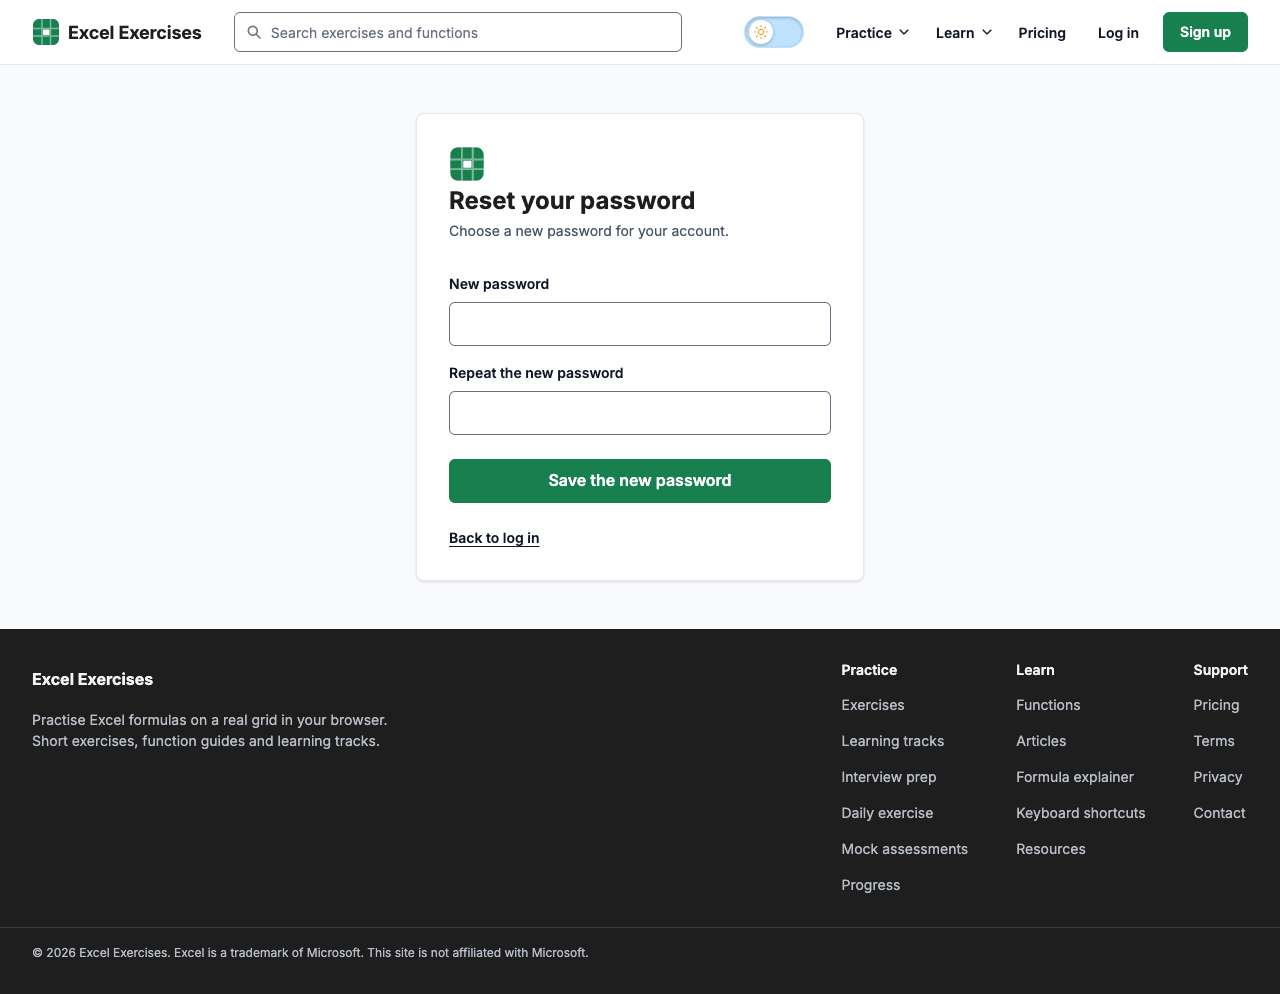 Excel Exercises
Search exercises and functions
Practice
Learn
Pricing
Log in
Sign up
Reset your password
Choose a new password for your account.
New password
Repeat the new password
Save the new password
Back to log in
Excel Exercises
Practise Excel formulas on a real grid in your browser.
Short exercises, function guides and learning tracks.
Practice
Exercises
Learning tracks
Interview prep
Daily exercise
Mock assessments
Progress
Learn
Functions
Articles
Formula explainer
Keyboard shortcuts
Resources
Support
Pricing
Terms
Privacy
Contact
© 2026 Excel Exercises. Excel is a trademark of Microsoft. This site is not affiliated with Microsoft.